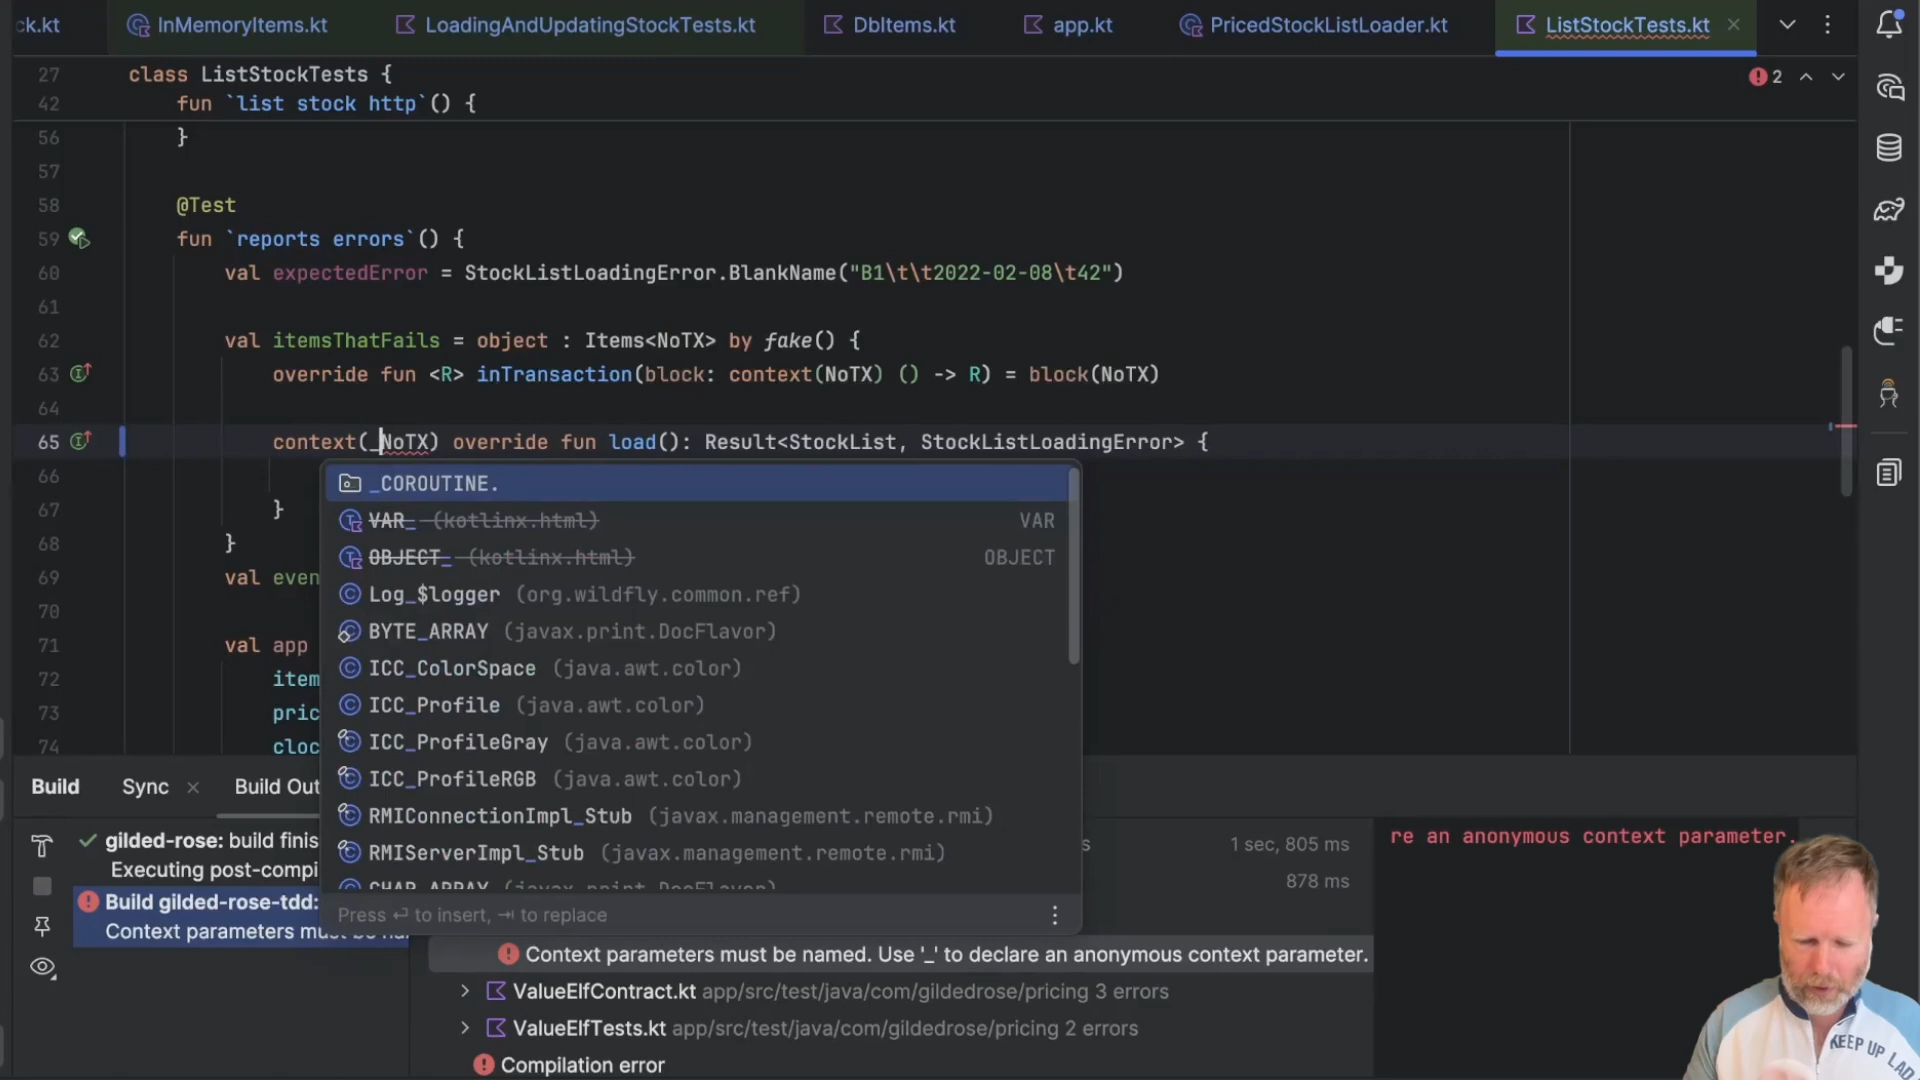 ck.kt InMemoryItems.kt LoadingAndUpdatingStockTests.kt DbItems.kt app.kt PricedStockListLoader.kt ListStockTests.kt
27 class ListStockTests { 2
42 fun `list stock http`() {
56 }
57
58 @Test
59 fun `reports errors`() {
60 val expectedError = StockListLoadingError.BlankName("B1\t\t2022-02-08\t42")
61
62 val itemsThatFails = object : Items<NoTX> by fake() {
63 override fun <R> inTransaction(block: context(NoTX) () -> R) = block(NoTX)
64
65 context(_NoTX) override fun load(): Result<StockList, StockListLoadingError> {
66 _COROUTINE.
VAR_ (kotlinx.html) VAR
67 }
68 }
OBJECT_ (kotlinx.html) OBJECT
69 val even
Log_$logger (org.wildfly.common.ref)
70
BYTE_ARRAY (javax.print.DocFlavor)
71 val app
ICC_ColorSpace (java.awt.color)
72 item
ICC_Profile (java.awt.color)
73 pric
ICC_ProfileGray (java.awt.color)
74 cloc
ICC_ProfileRGB (java.awt.color)
RMIConnectionImpl_Stub (javax.management.remote.rmi)
RMIServerImpl_Stub (javax.management.remote.rmi)
CHAR_ARRAY (javax.print.DocFlavor)
Press ⏎ to insert, ⇥ to replace
Build Sync Build Out
gilded-rose: build finis s 1 sec, 805 ms re an anonymous context parameter.
Executing post-compi 878 ms
Build gilded-rose-tdd:
Context parameters must be na
Context parameters must be named. Use '_' to declare an anonymous context parameter.
ValueElfContract.kt app/src/test/java/com/gildedrose/pricing 3 errors
ValueElfTests.kt app/src/test/java/com/gildedrose/pricing 2 errors
Compilation error
KEEP UP LAD